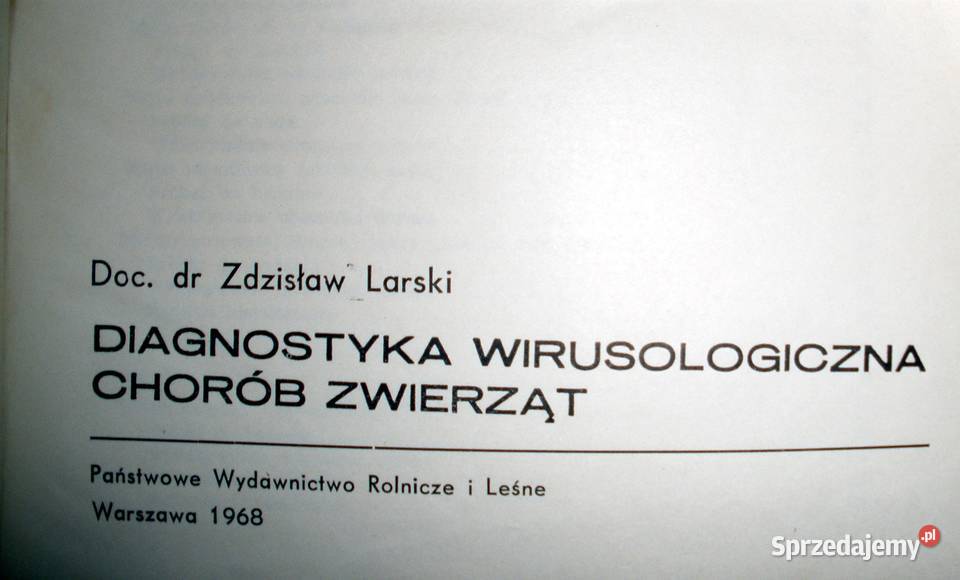 Doc. dr Zdzisław Larski
DIAGNOSTYKA WIRUSOLOGICZNA
CHORÓB ZWIERZĄT
Państwowe Wydawnictwo Rolnicze i Leśne
Warszawa 1968
Sprzedajemy.pl